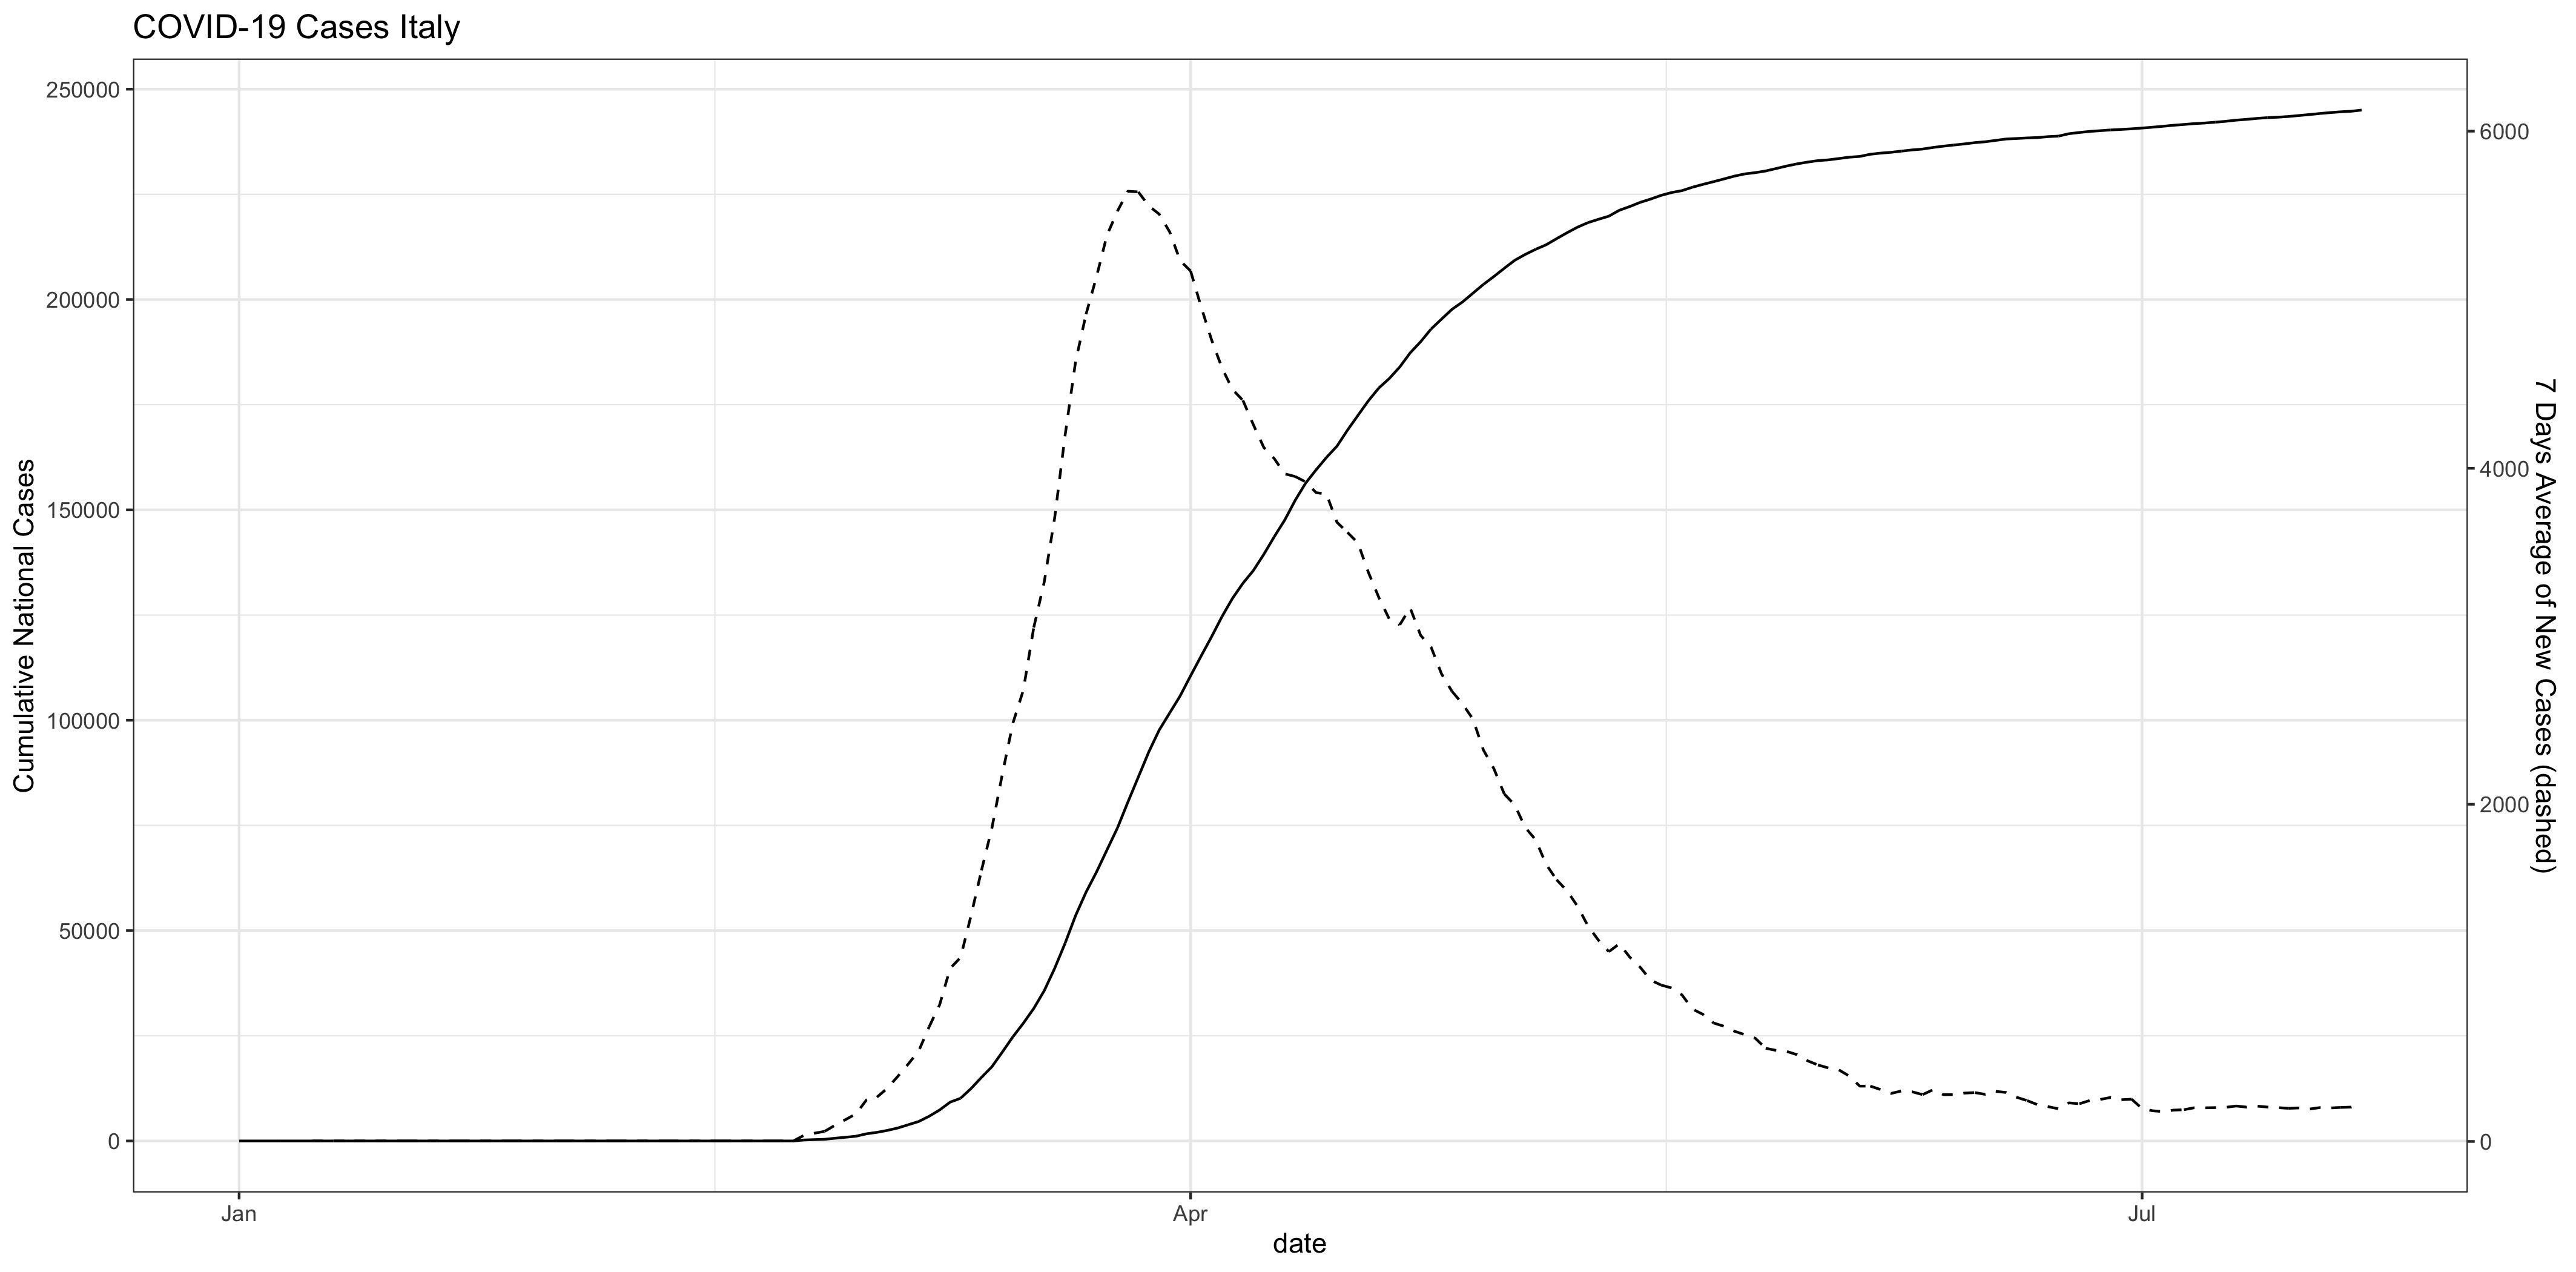 COVID-19 Cases Italy
Cumulative National Cases
250000
200000
150000
100000
50000
0
6000
4000
2000
0
7 Days Average of New Cases (dashed)
Jan
Apr
Jul
date